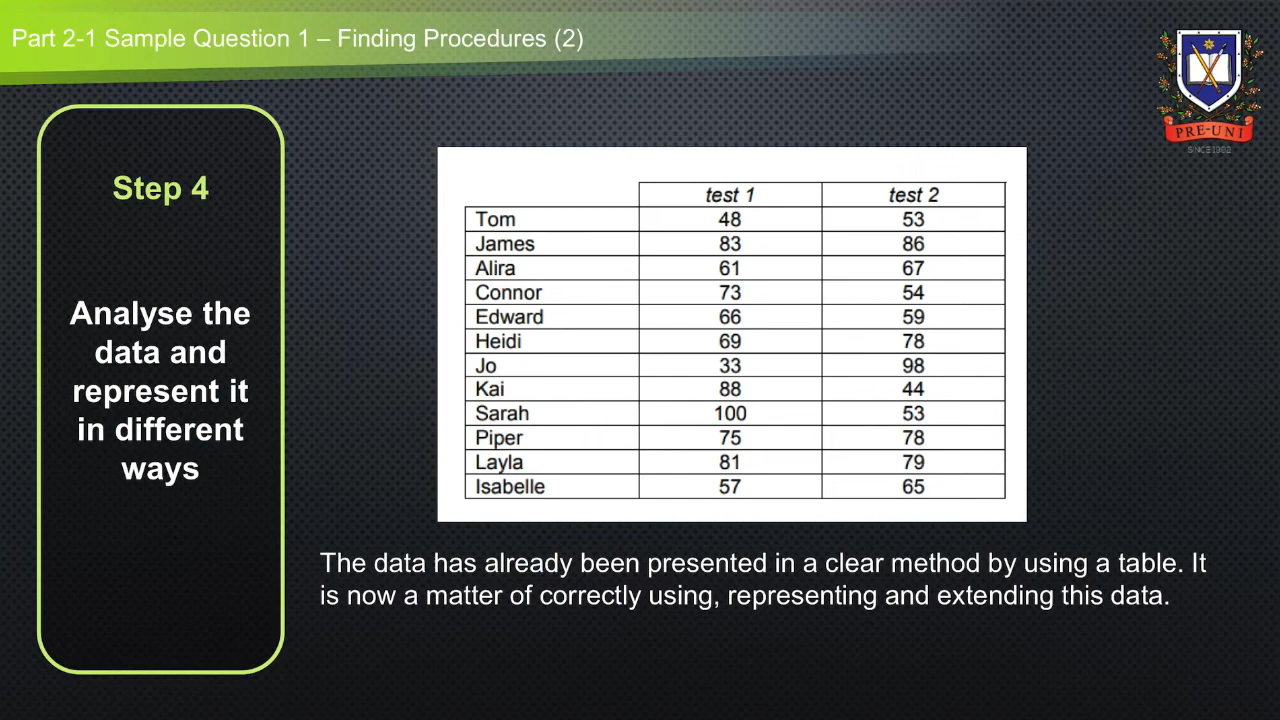 Part 2-1 Sample Question 1 – Finding Procedures (2)
PRE-UNI
SINCE 1992
Step 4
Analyse the
data and
represent it
in different
ways
test 1 test 2
Tom 48 53
James 83 86
Alira 61 67
Connor 73 54
Edward 66 59
Heidi 69 78
Jo 33 98
Kai 88 44
Sarah 100 53
Piper 75 78
Layla 81 79
Isabelle 57 65
The data has already been presented in a clear method by using a table. It
is now a matter of correctly using, representing and extending this data.